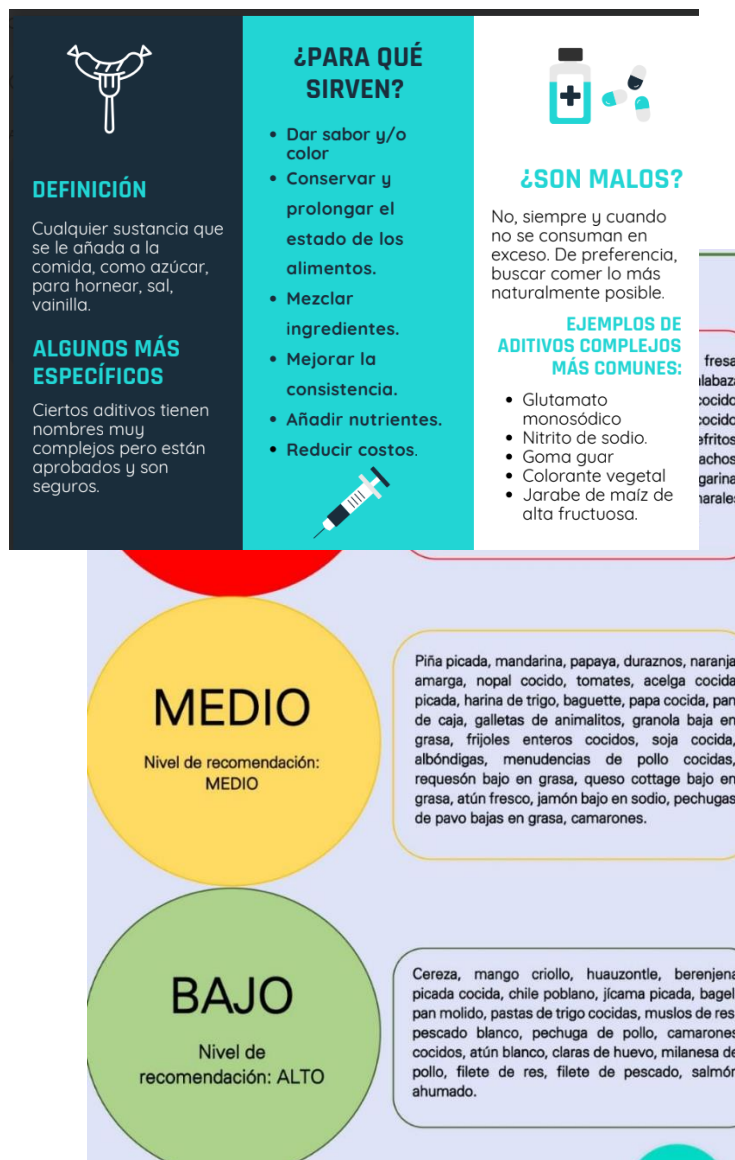 DEFINICIÓN
Cualquier sustancia que
se le añada a la
comida, como azúcar,
para hornear, sal,
vainilla.
ALGUNOS MÁS
ESPECÍFICOS
Ciertos aditivos tienen
nombres muy
complejos pero están
aprobados y son
seguros.
¿PARA QUÉ
SIRVEN?
• Dar sabor y/o
color
• Conservar y
prolongar el
estado de los
alimentos.
• Mezclar
ingredientes.
• Mejorar la
consistencia.
• Añadir nutrientes.
• Reducir costos.
¿SON MALOS?
No, siempre y cuando
no se consuman en
exceso. De preferencia,
buscar comer lo más
naturalmente posible.
EJEMPLOS DE
ADITIVOS COMPLEJOS
MÁS COMUNES:
• Glutamato
monosódico
• Nitrito de sodio.
• Goma guar
• Colorante vegetal
• Jarabe de maíz de
alta fructuosa.
MEDIO
Nivel de recomendación:
MEDIO
Piña picada, mandarina, papaya, duraznos, naranja
amarga, nopal cocido, tomates, acelga cocida
picada, harina de trigo, baguette, papa cocida, pan
de caja, galletas de animalitos, granola baja en
grasa, frijoles enteros cocidos, soja cocida,
albóndigas, menudencias de pollo cocidas,
requesón bajo en grasa, queso cottage bajo en
grasa, atún fresco, jamón bajo en sodio, pechugas
de pavo bajas en grasa, camarones.
BAJO
Nivel de
recomendación: ALTO
Cereza, mango criollo, huauzontle, berenjena
picada cocida, chile poblano, jícama picada, bagel
pan molido, pastas de trigo cocidas, muslos de res
pescado blanco, pechuga de pollo, camarones
cocidos, atún blanco, claras de huevo, milanesa de
pollo, filete de res, filete de pescado, salmón
ahumado.